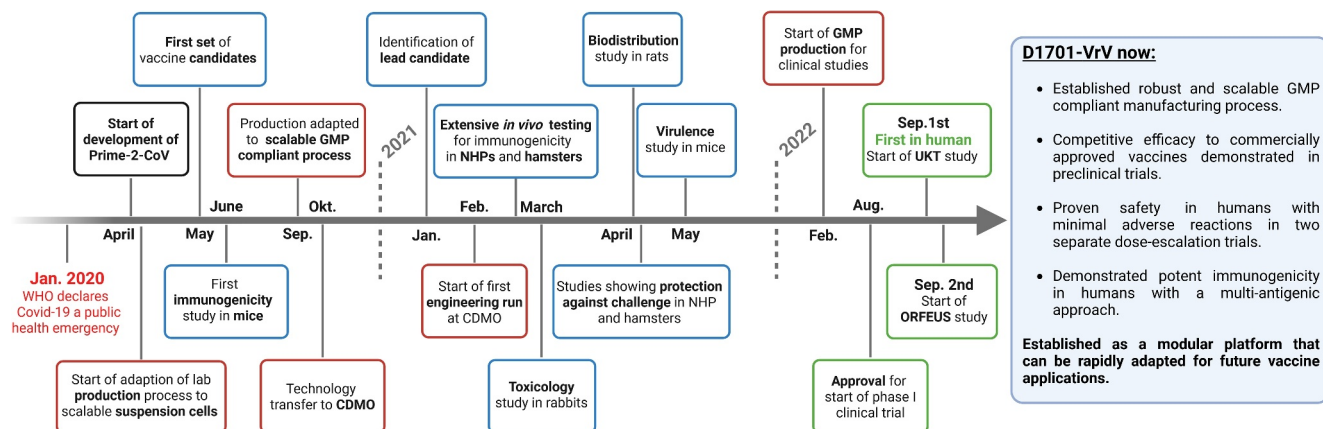 First set of
vaccine candidates
Identification of
lead candidate
Biodistribution
study in rats
Start of GMP
production for
clinical studies
Start of
development of
Prime-2-CoV
Production adapted
to scalable GMP
compliant process
2021
Extensive in vivo testing
for immunogenicity
in NHPs and hamsters
Virulence
study in mice
2022
Sep.1st
First in human
Start of UKT study
June
Okt.
Feb.
March
Aug.
April
May
Sep.
Jan.
April
May
Feb.
Jan. 2020
WHO declares
Covid-19 a public
health emergency
First
immunogenicity
study in mice
Start of first
engineering run
at CDMO
Studies showing protection
against challenge in NHP
and hamsters
Sep. 2nd
Start of
ORFEUS study
Start of adaption of lab
production process to
scalable suspension cells
Technology
transfer to CDMO
Toxicology
study in rabbits
Approval for
start of phase I
clinical trial
D1701-VrV now:
• Established robust and scalable GMP
compliant manufacturing process.
• Competitive efficacy to commercially
approved vaccines demonstrated in
preclinical trials.
• Proven safety in humans with
minimal adverse reactions in two
separate dose-escalation trials.
• Demonstrated potent immunogenicity
in humans with a multi-antigenic
approach.
Established as a modular platform that
can be rapidly adapted for future vaccine
applications.